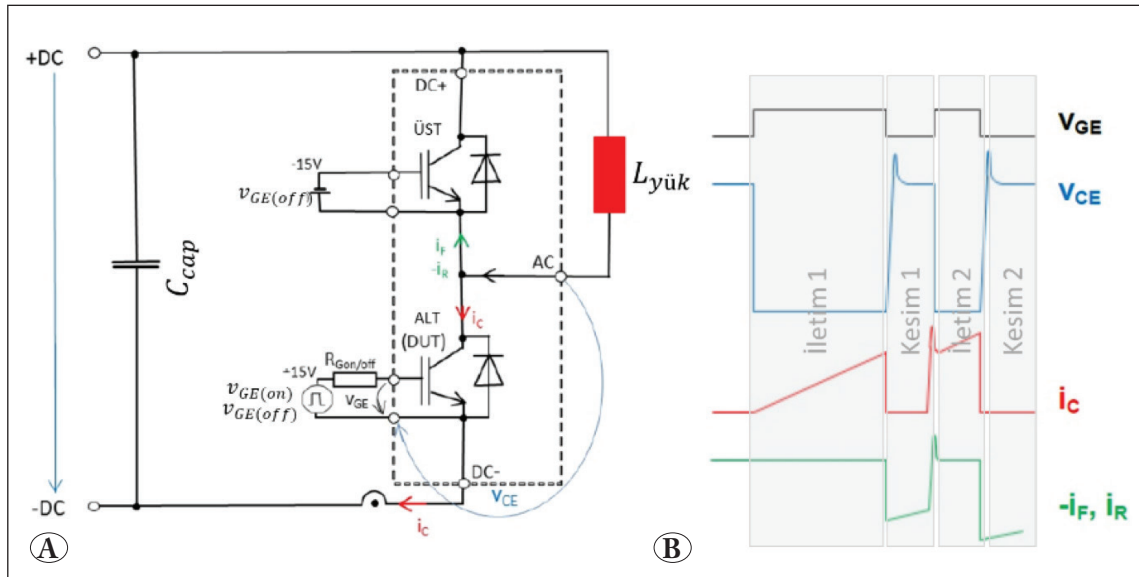 +DC
DC+
ÜST
-15V
v_GE(off)
L_yük
C_cap
i_F
-i_R
AC
i_C
ALT
(DUT)
R_Gon/off
+15V
v_GE(on)
v_GE(off)
v_GE
DC-
v_CE
-DC
i_C
A
V_GE
V_CE
İletim 1
Kesim 1
İletim 2
Kesim 2
i_C
-i_F, i_R
B